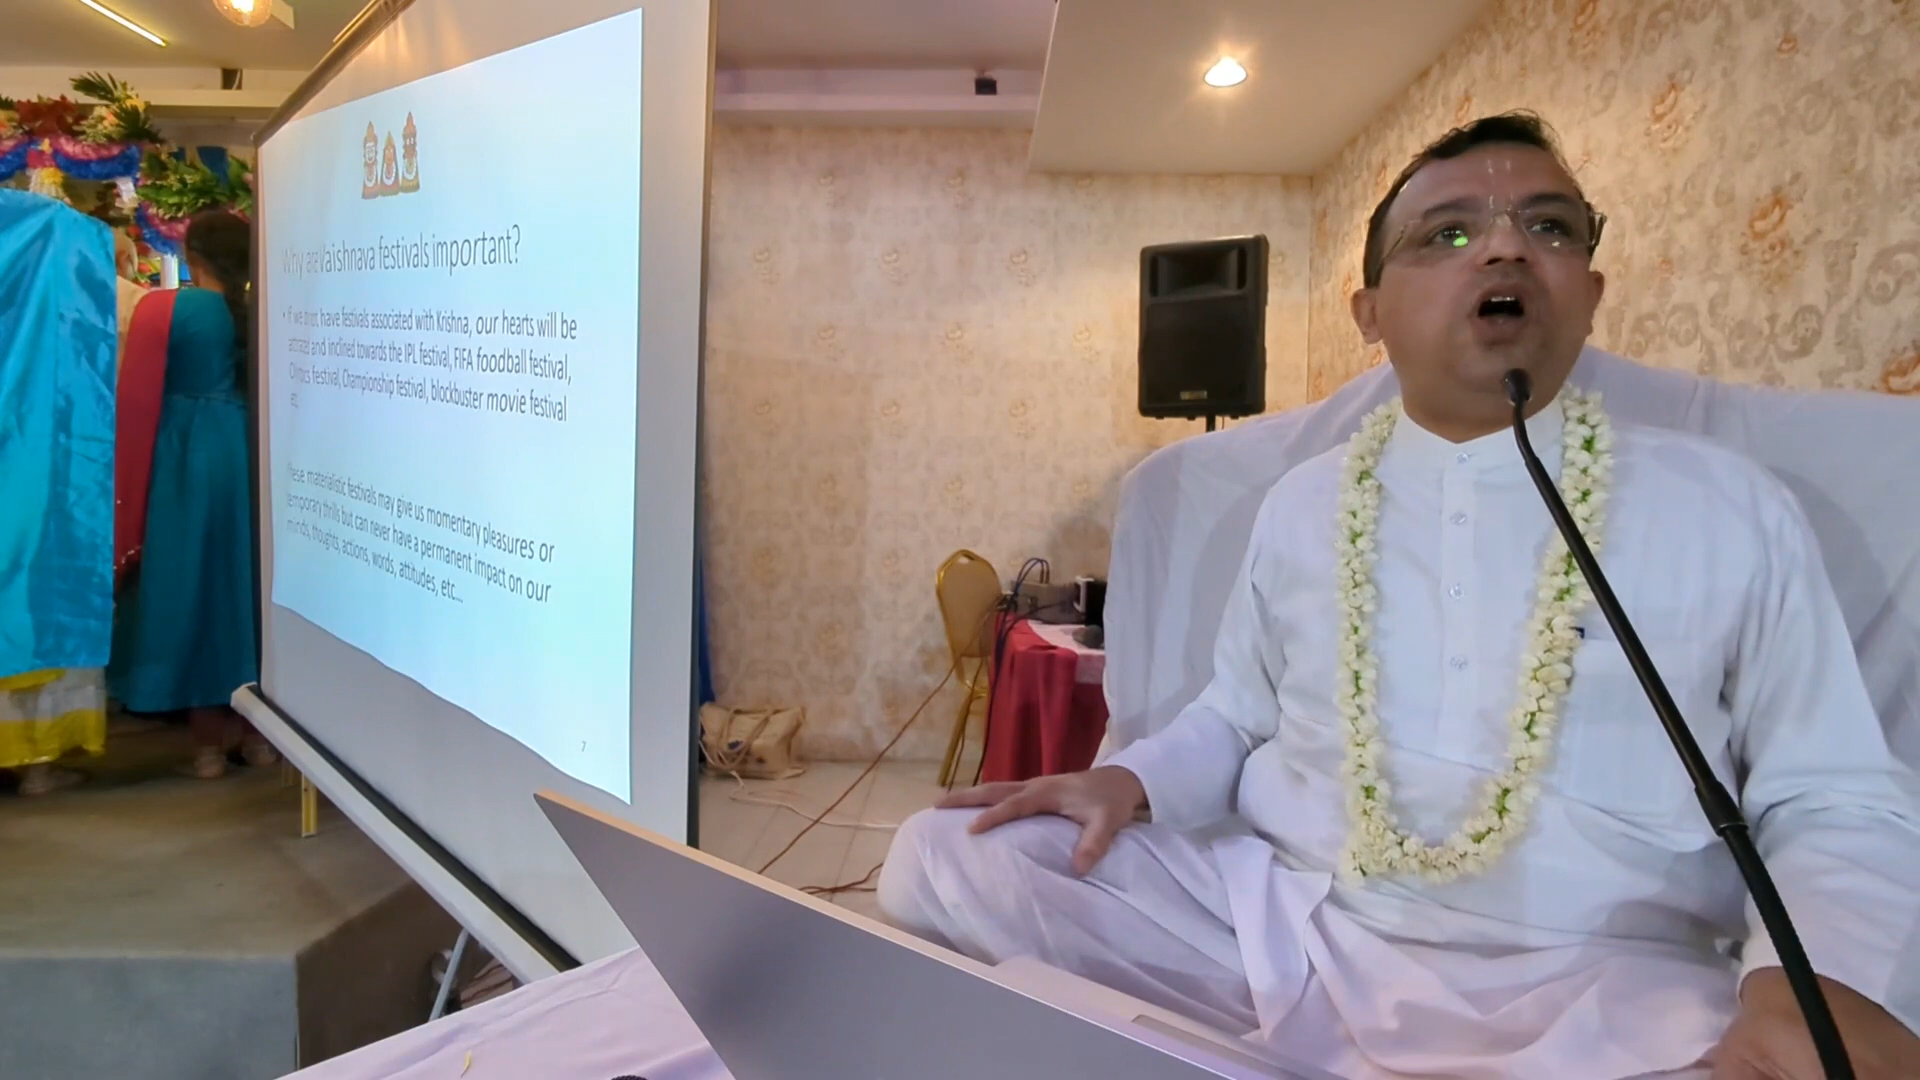 Why are Vaishnava festivals important?
• If we not have festivals associated with Krishna, our hearts will be
and inclined towards the IPL festival, FIFA foodball festival,
festival, Championship festival, blockbuster movie festival
etc.
These materialistic festivals may give us momentary pleasures or
temporary thrills but can never have a permanent impact on our
minds, thoughts, actions, words, attitudes, etc...
7